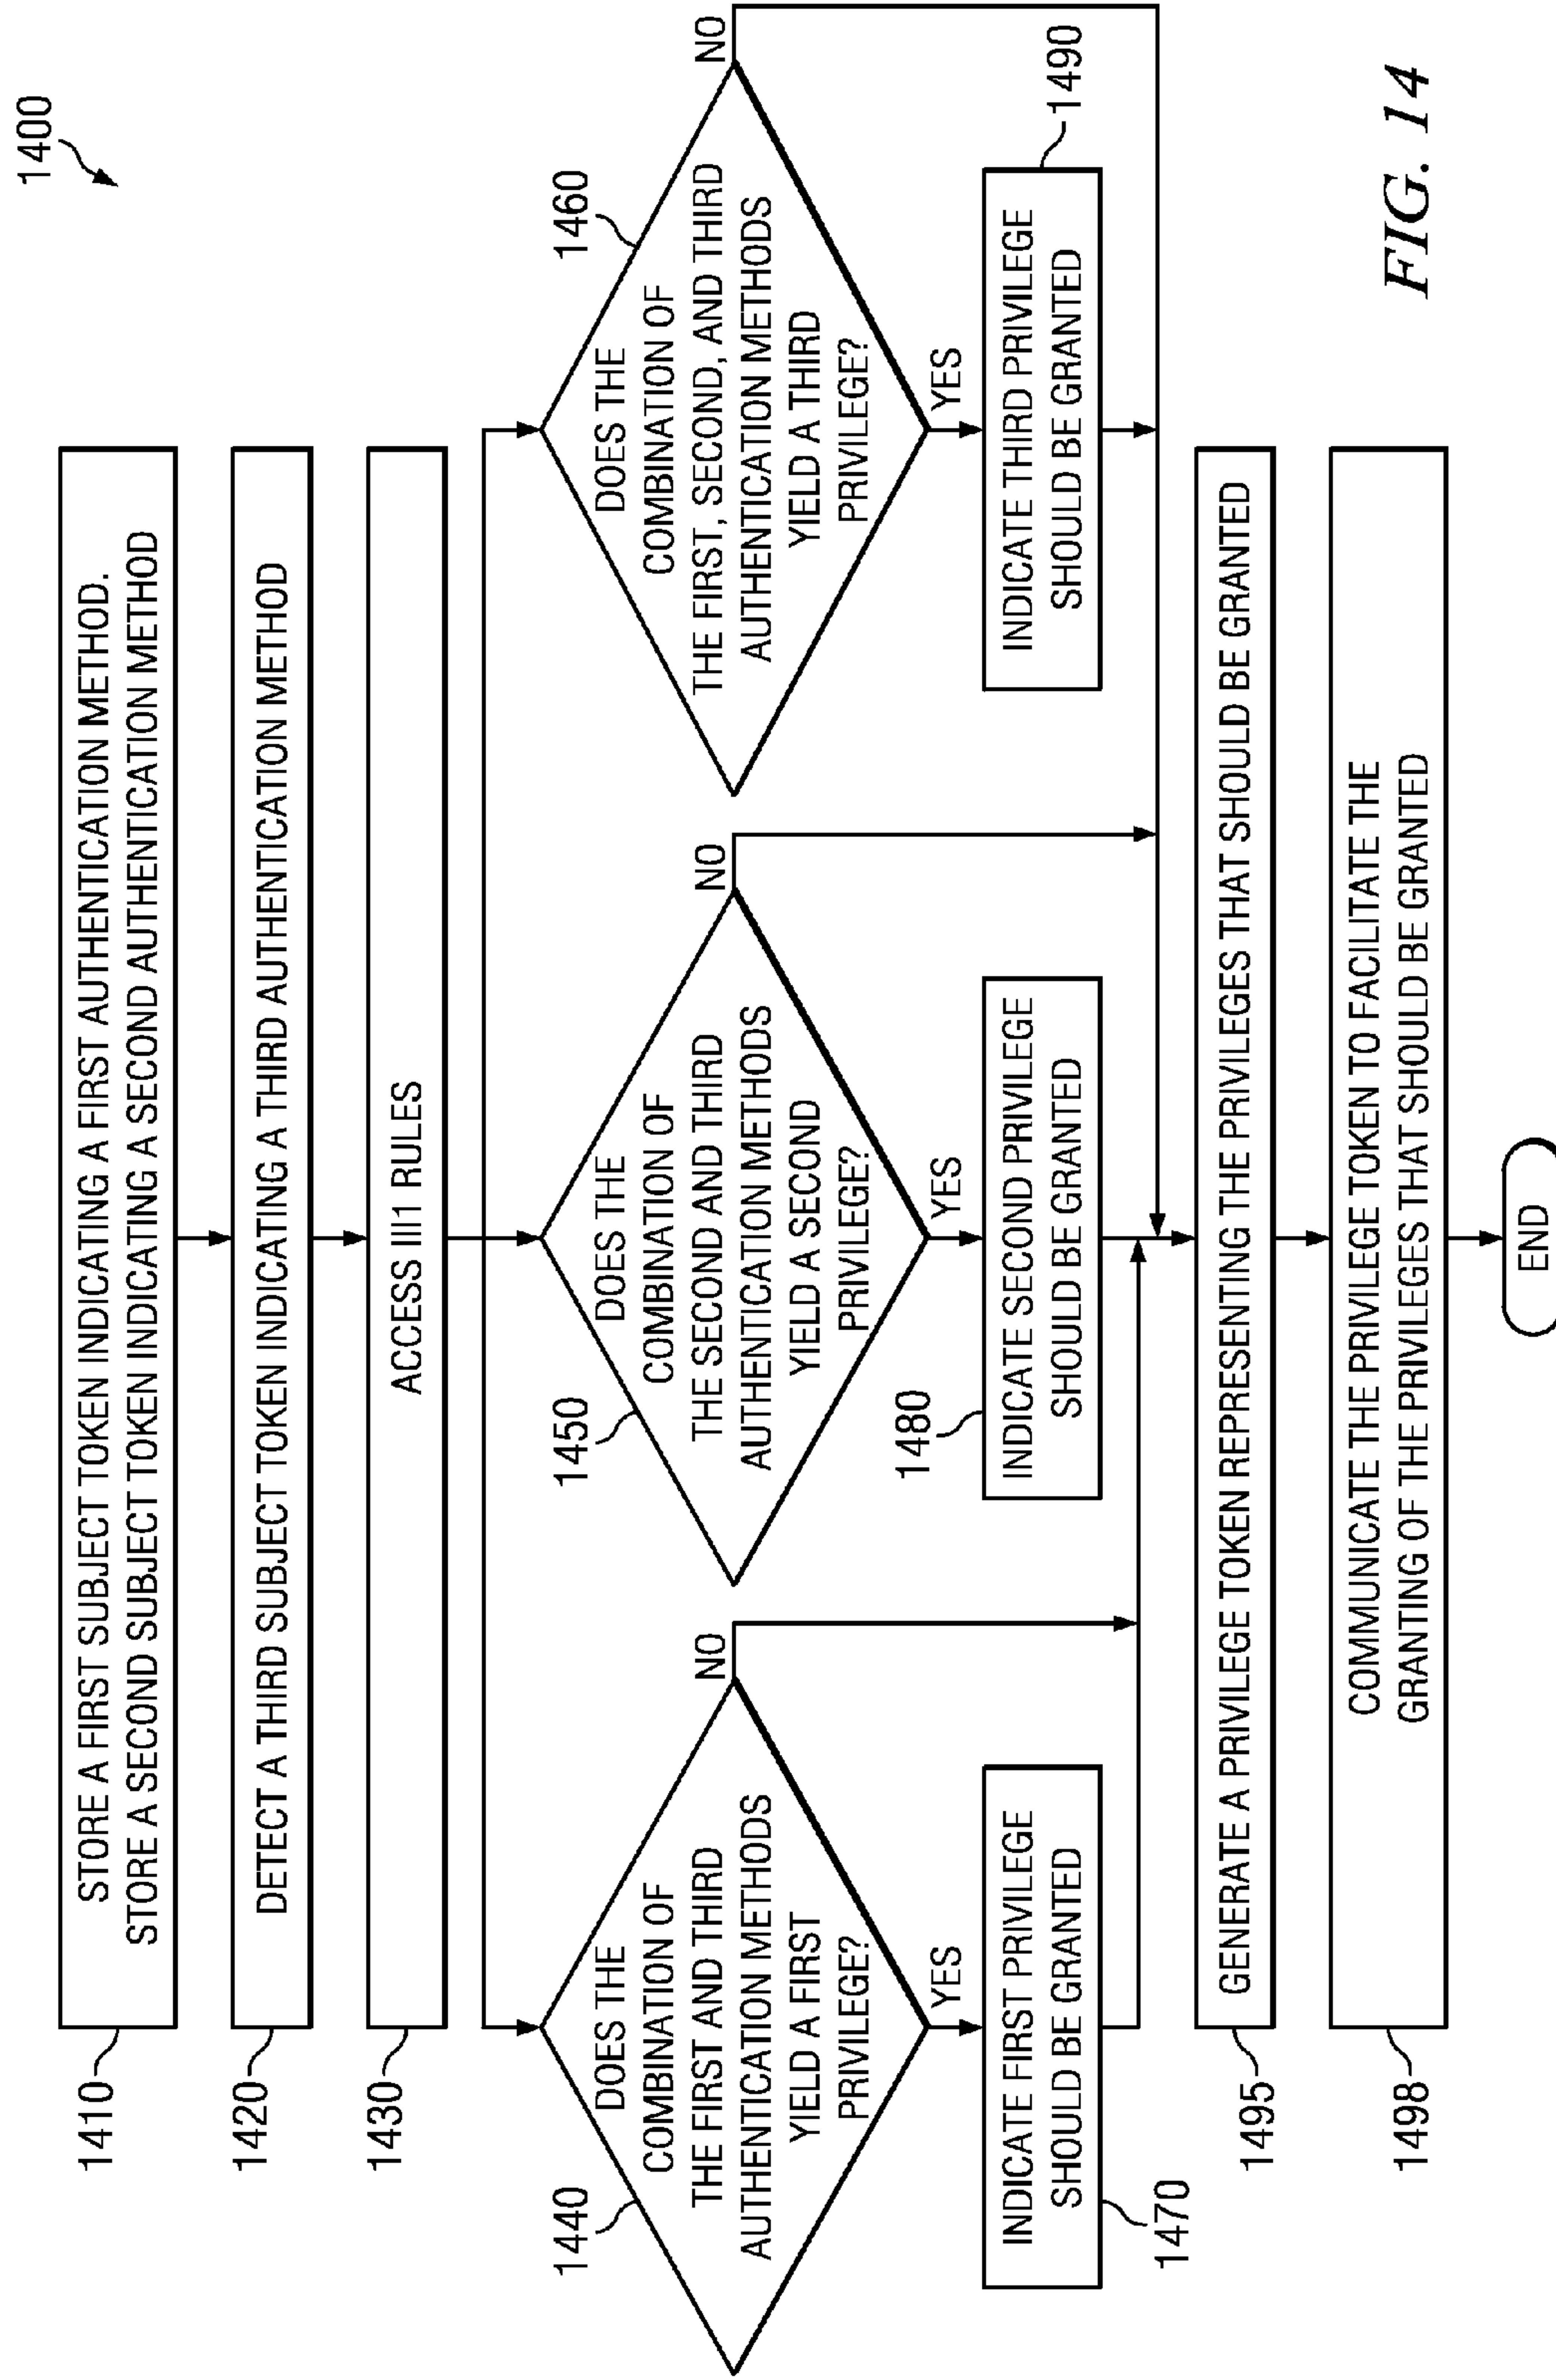 1400
1410
STORE A FIRST SUBJECT TOKEN INDICATING A FIRST AUTHENTICATION METHOD.
STORE A SECOND SUBJECT TOKEN INDICATING A SECOND AUTHENTICATION METHOD
1420
DETECT A THIRD SUBJECT TOKEN INDICATING A THIRD AUTHENTICATION METHOD
1430
ACCESS III1 RULES
1440
DOES THE
COMBINATION OF
THE FIRST AND THIRD
AUTHENTICATION METHODS
YIELD A FIRST
PRIVILEGE?
NO
YES
1450
DOES THE
COMBINATION OF
THE SECOND AND THIRD
AUTHENTICATION METHODS
YIELD A SECOND
PRIVILEGE?
NO
YES
1460
DOES THE
COMBINATION OF
THE FIRST, SECOND, AND THIRD
AUTHENTICATION METHODS
YIELD A THIRD
PRIVILEGE?
NO
YES
INDICATE FIRST PRIVILEGE
SHOULD BE GRANTED
1470
1480
INDICATE SECOND PRIVILEGE
SHOULD BE GRANTED
INDICATE THIRD PRIVILEGE
SHOULD BE GRANTED
1490
1495
GENERATE A PRIVILEGE TOKEN REPRESENTING THE PRIVILEGES THAT SHOULD BE GRANTED
1498
COMMUNICATE THE PRIVILEGE TOKEN TO FACILITATE THE
GRANTING OF THE PRIVILEGES THAT SHOULD BE GRANTED
END
FIG. 14